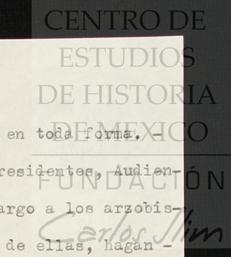 CENTRO DE
ESTUDIOS
DE HISTORIA
DE MEXICO
FUNDACIÓN
Carlos Slim
en toda forma. -
residentes, Audien-
argo a los arzobis-
de ellas, hagan -